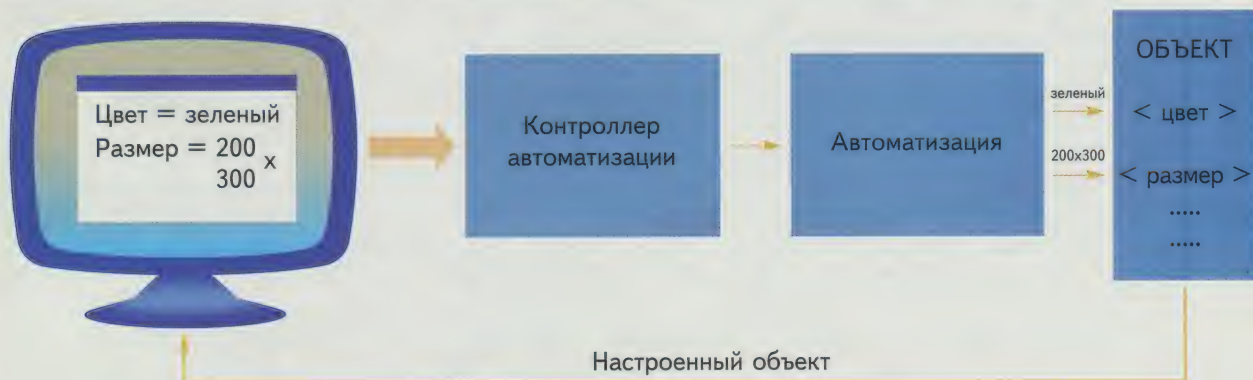 Цвет = зеленый
Размер = 200 x
300
Контроллер
автоматизации
Автоматизация
зеленый
200x300
ОБЪЕКТ
< цвет >
< размер >
.....
.....
Настроенный объект